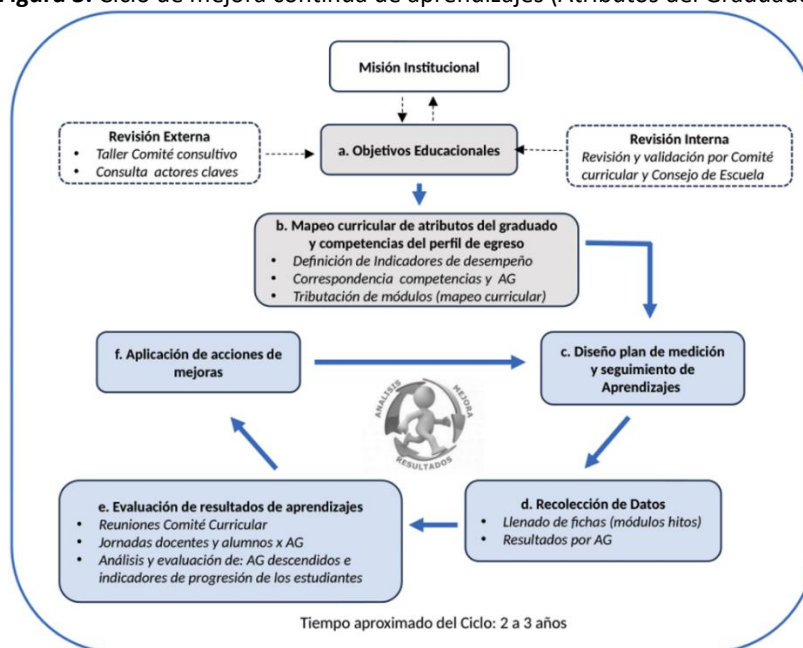 Ciclo de mejora continua de aprendizajes (Atributos del
Misión Institucional
Revisión Externa
• Taller Comité consultivo
• Consulta actores claves
a. Objetivos Educacionales
Revisión Interna
Revisión y validación por Comité
curricular y Consejo de Escuela
b. Mapeo curricular de atributos del graduado
y competencias del perfil de egreso
• Definición de Indicadores de desempeño
• Correspondencia competencias y AG
• Tributación de módulos (mapeo curricular)
f. Aplicación de acciones de
mejoras
c. Diseño plan de medición
y seguimiento de
Aprendizajes
ANALISIS
MEJORA
RESULTADOS
e. Evaluación de resultados de aprendizajes
• Reuniones Comité Curricular
• Jornadas docentes y alumnos x AG
• Análisis y evaluación de: AG descendidos e
indicadores de progresión de los estudiantes
d. Recolección de Datos
• Llenado de fichas (módulos hitos)
• Resultados por AG
Tiempo aproximado del Ciclo: 2 a 3 años